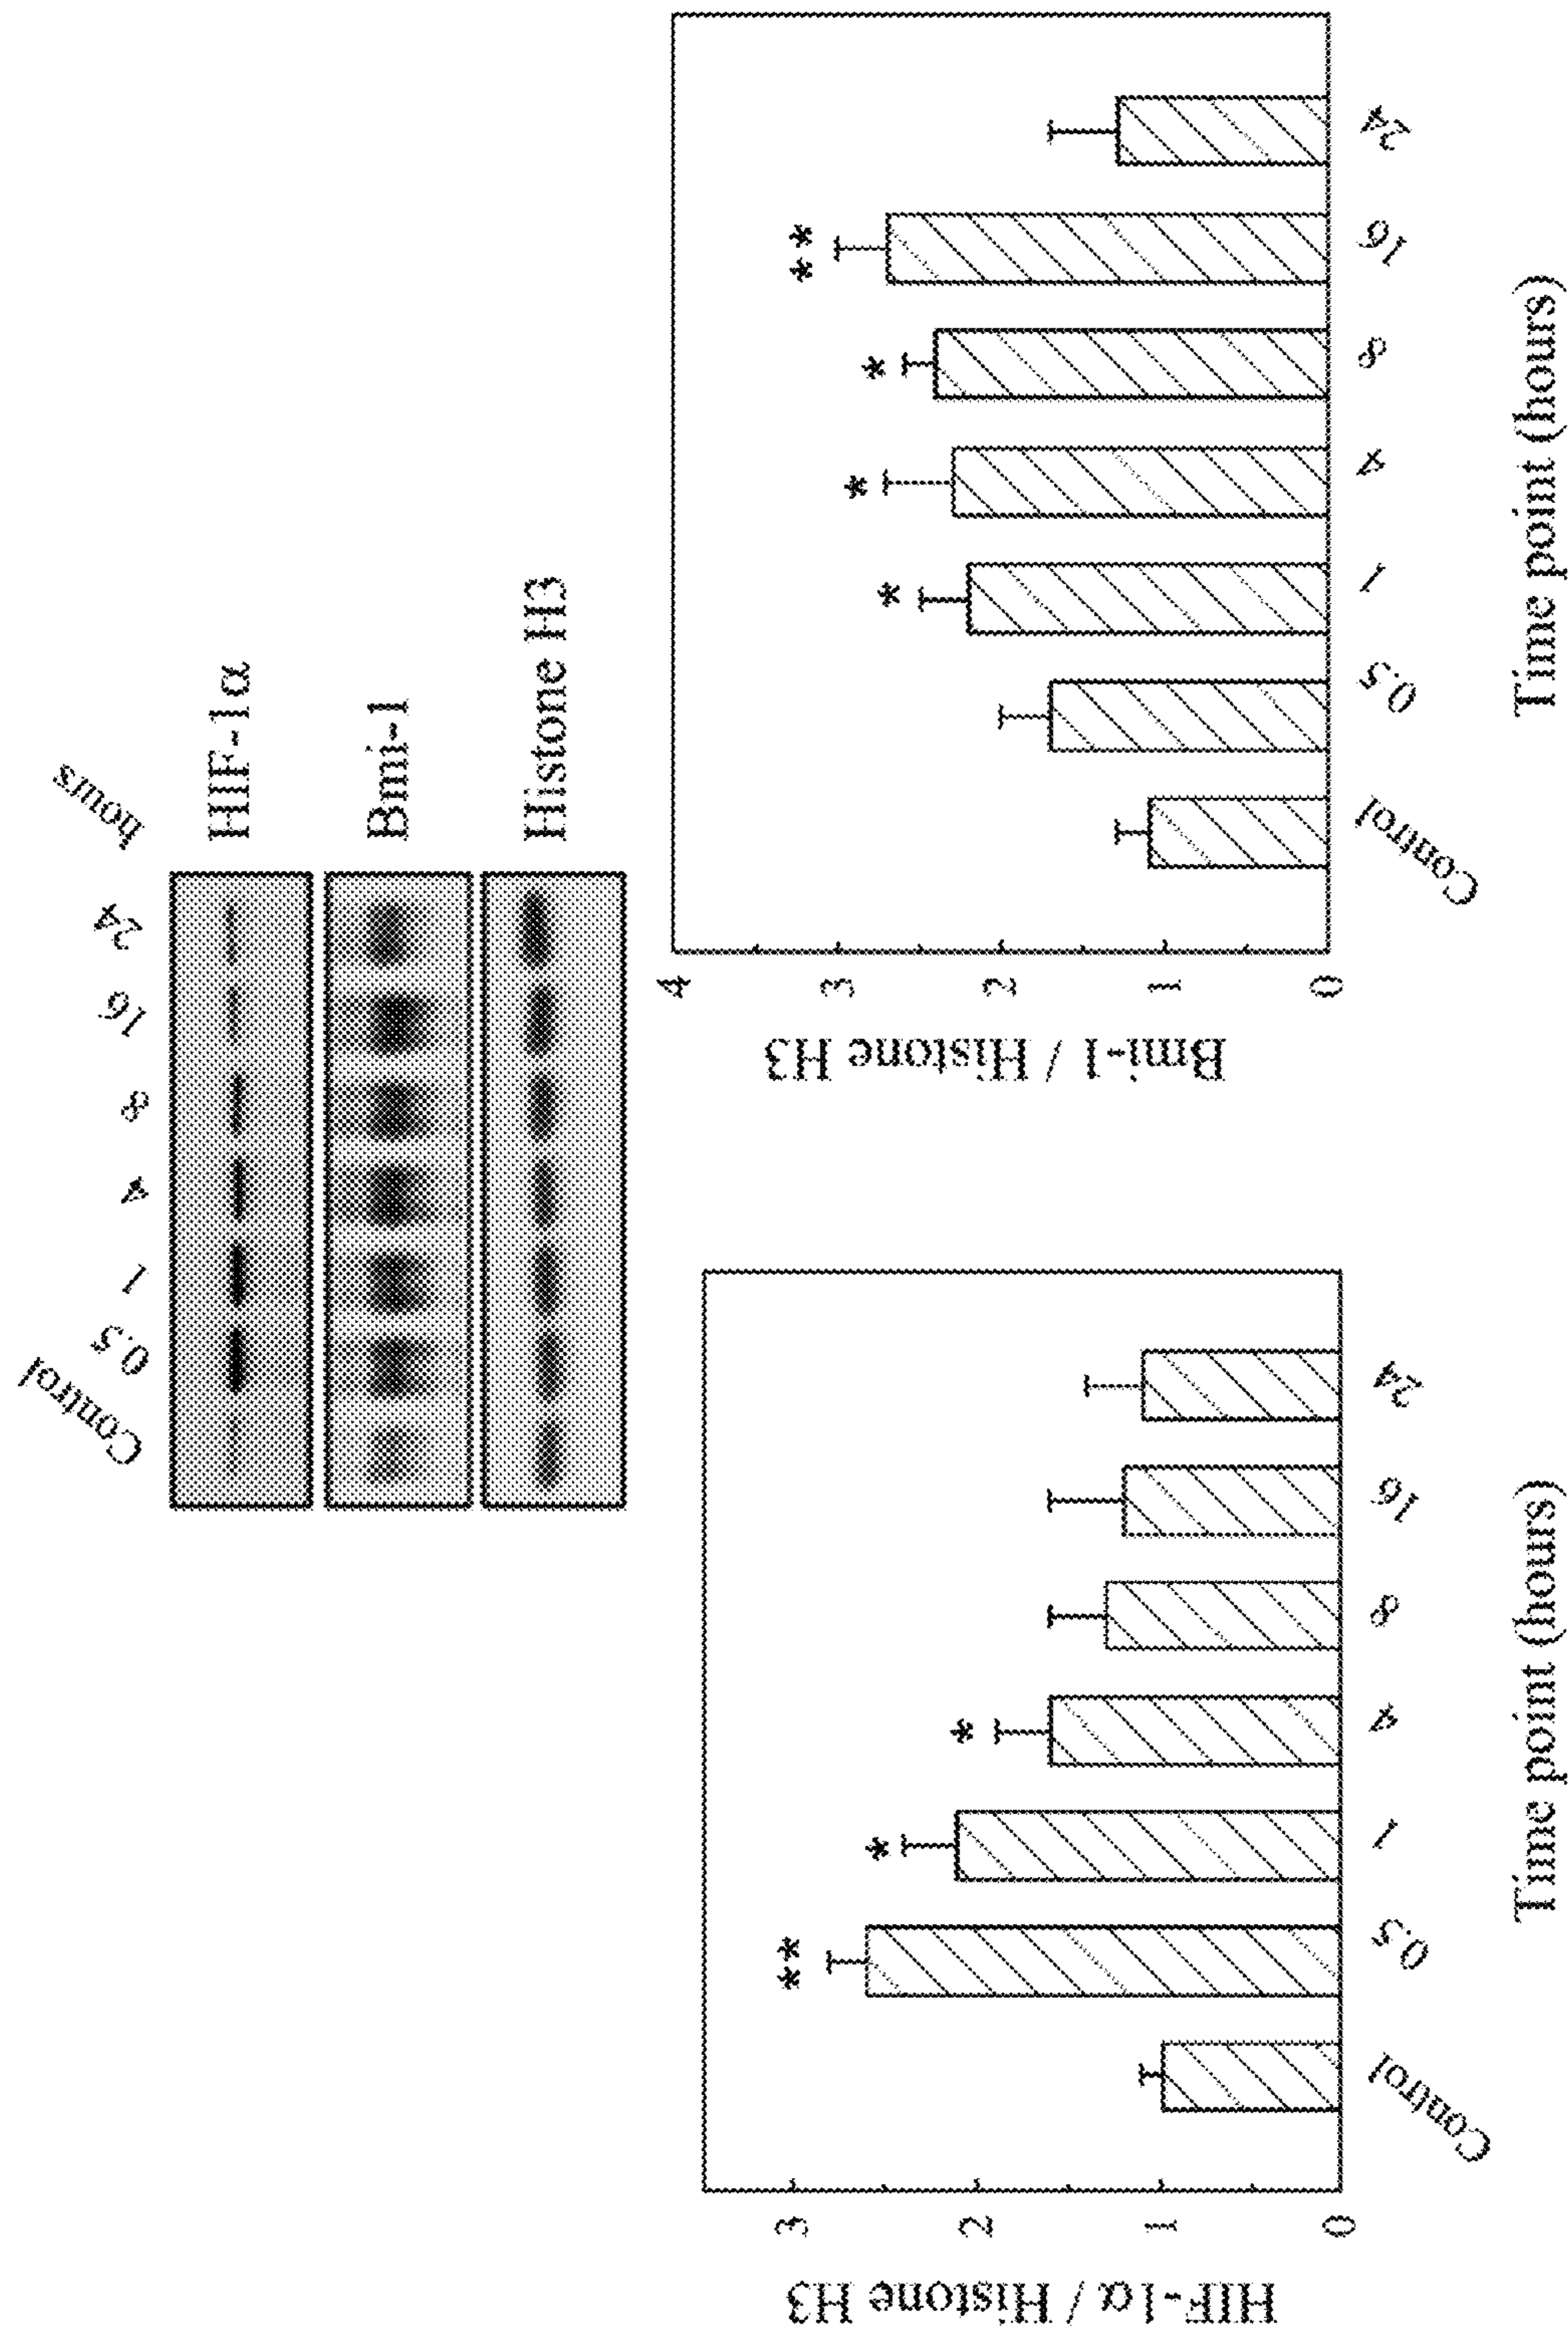 Control 0.5 1 4 8 16 24 hours
HIF-1α
Bmi-1
Histone H3
HIF-1α / Histone H3
3
2
1
0
** * *
Control 0.5 1 4 8 16 24
Time point (hours)
Bmi-1 / Histone H3
4
3
2
1
0
* * * **
Control 0.5 1 4 8 16 24
Time point (hours)